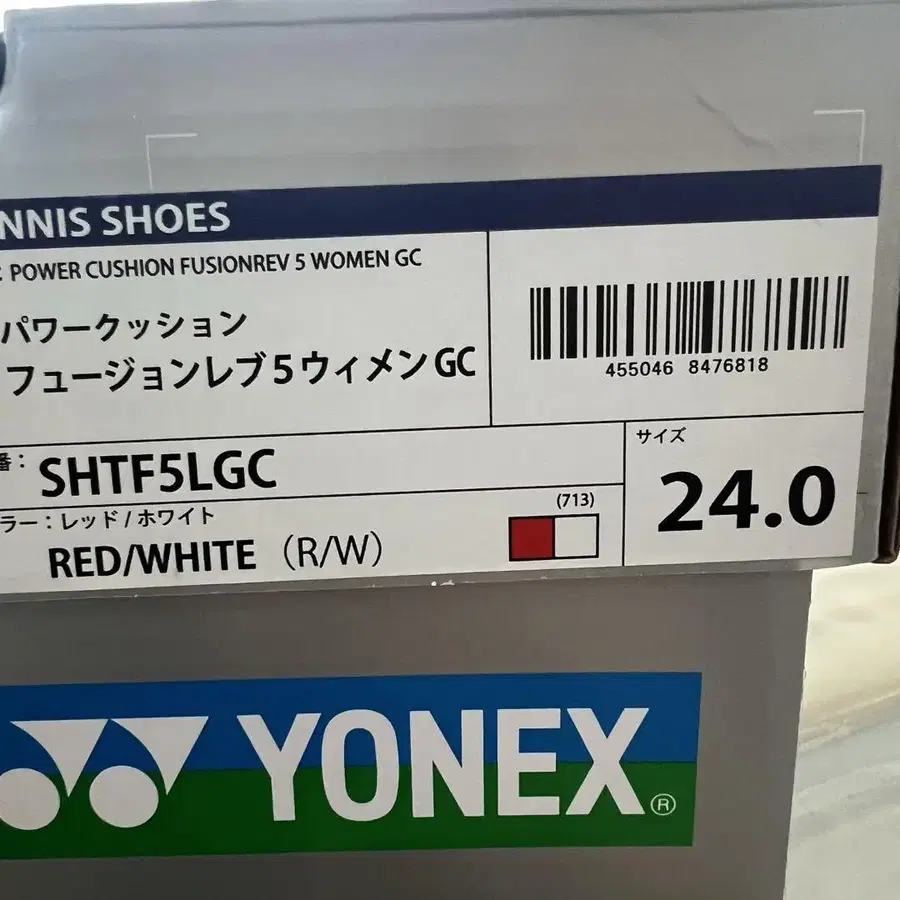 NNIS SHOES
: POWER CUSHION FUSIONREV 5 WOMEN GC
パワークッション
フュージョンレブ5ウィメンGC
455046 8476818
番: SHTF5LGC
サイズ
24.0
ラー:レッド/ホワイト
(713)
RED/WHITE (R/W)
YONEX®